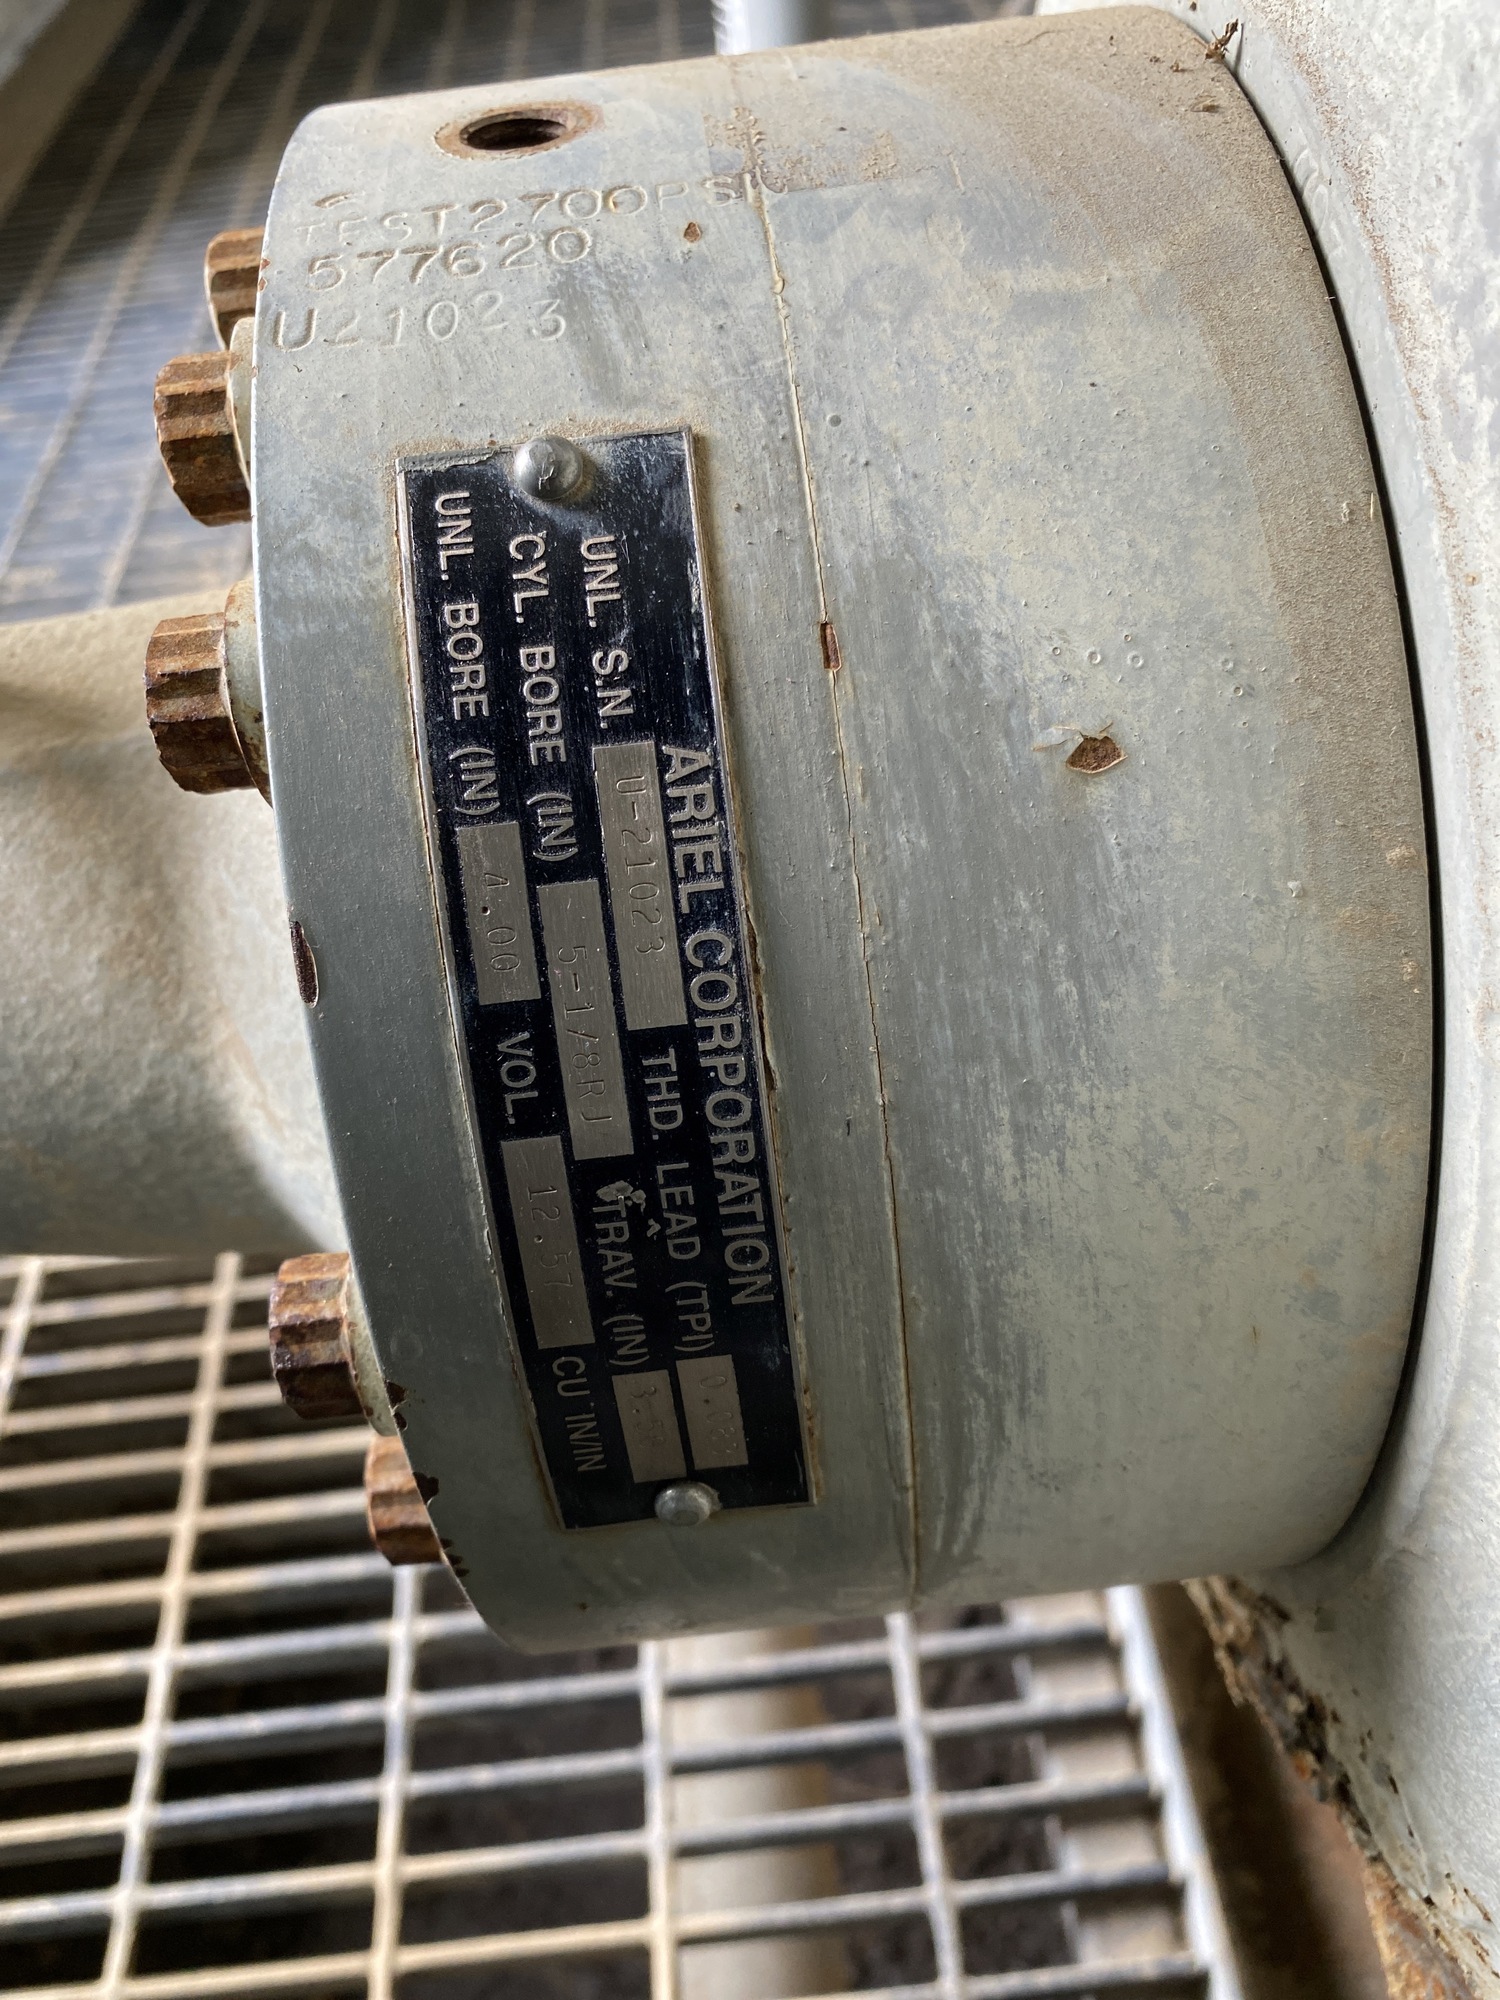 TEST2700PSI
577620
U21023
ARIEL CORPORATION
UNL. S.N. U-21023 THD. LEAD (TPI)
CYL. BORE (IN) 5-1/8RJ TRAV. (IN)
UNL. BORE (IN) 4.00 VOL. 12.57 CU IN/IN